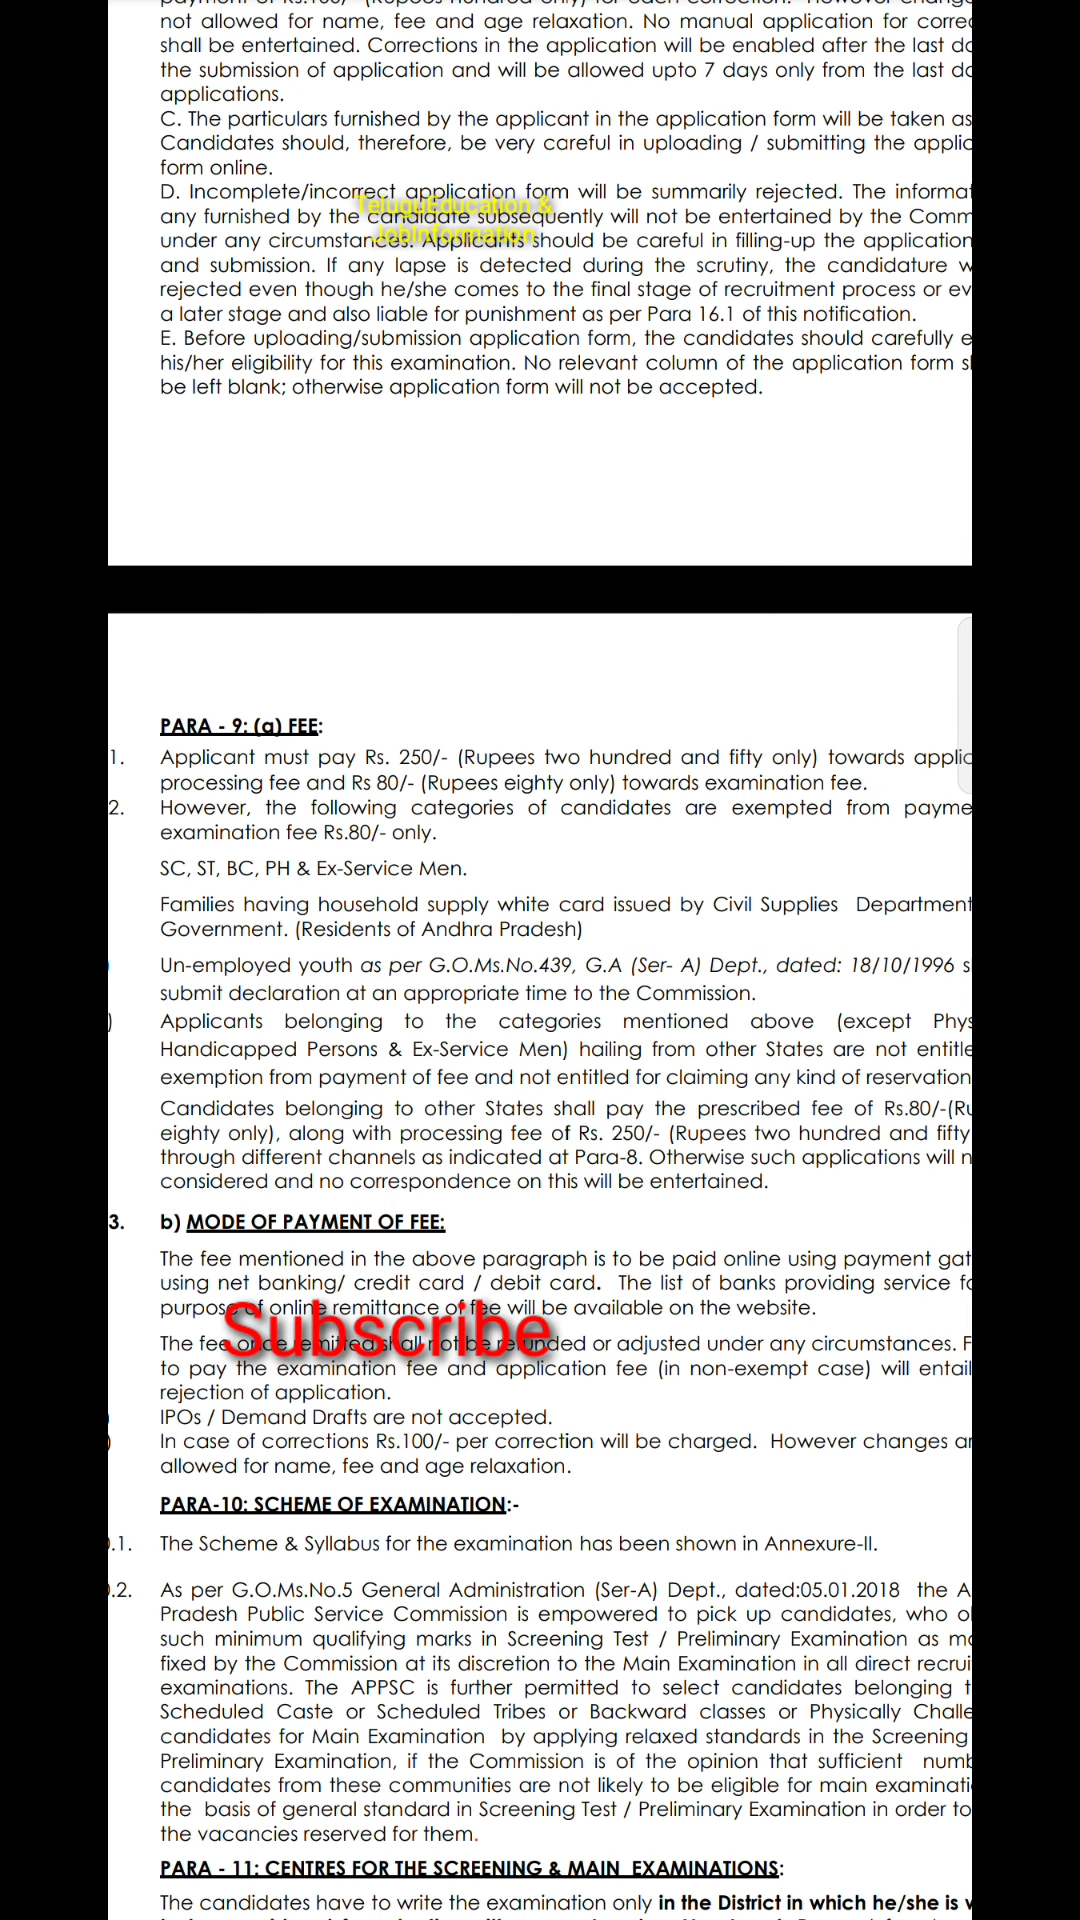 not allowed for name, fee and age relaxation. No manual application for
shall be entertained. Corrections in the application will be enabled after the last
the submission of application and will be allowed upto 7 days only from the last
applications.
C. The particulars furnished by the applicant in the application form will be taken as
Candidates should, therefore, be very careful in uploading / submitting the
form online.
D. Incomplete/incorrect application form will be summarily rejected. The
any furnished by the candidate subsequently will not be entertained by the
TeluguEducation &
JobInformation
under any circumstances. Applicants should be careful in filling-up the application
and submission. If any lapse is detected during the scrutiny, the candidature
rejected even though he/she comes to the final stage of recruitment process or
a later stage and also liable for punishment as per Para 16.1 of this notification.
E. Before uploading/submission application form, the candidates should carefully
his/her eligibility for this examination. No relevant column of the application form
be left blank; otherwise application form will not be accepted.
PARA - 9: (a) FEE:
1. Applicant must pay Rs. 250/- (Rupees two hundred and fifty only) towards
processing fee and Rs 80/- (Rupees eighty only) towards examination fee.
2. However, the following categories of candidates are exempted from
examination fee Rs.80/- only.
SC, ST, BC, PH & Ex-Service Men.
Families having household supply white card issued by Civil Supplies Department
Government. (Residents of Andhra Pradesh)
Un-employed youth as per G.O.Ms.No.439, G.A (Ser- A) Dept., dated: 18/10/1996
submit declaration at an appropriate time to the Commission.
) Applicants belonging to the categories mentioned above (except
Handicapped Persons & Ex-Service Men) hailing from other States are not
exemption from payment of fee and not entitled for claiming any kind of reservation
Candidates belonging to other States shall pay the prescribed fee of Rs.80/-
eighty only), along with processing fee of Rs. 250/- (Rupees two hundred and fifty
through different channels as indicated at Para-8. Otherwise such applications will
considered and no correspondence on this will be entertained.
3. b) MODE OF PAYMENT OF FEE:
The fee mentioned in the above paragraph is to be paid online using payment
using net banking/ credit card / debit card. The list of banks providing service
purpose of online remittance of fee will be available on the website.
Subscribe
The fee once remitted shall not be refunded or adjusted under any circumstances.
to pay the examination fee and application fee (in non-exempt case) will entail
rejection of application.
IPOs / Demand Drafts are not accepted.
) In case of corrections Rs.100/- per correction will be charged. However changes
allowed for name, fee and age relaxation.
PARA-10: SCHEME OF EXAMINATION:-
.1. The Scheme & Syllabus for the examination has been shown in Annexure-II.
.2. As per G.O.Ms.No.5 General Administration (Ser-A) Dept., dated:05.01.2018 the
Pradesh Public Service Commission is empowered to pick up candidates, who
such minimum qualifying marks in Screening Test / Preliminary Examination as
fixed by the Commission at its discretion to the Main Examination in all direct
examinations. The APPSC is further permitted to select candidates belonging
Scheduled Caste or Scheduled Tribes or Backward classes or Physically
candidates for Main Examination by applying relaxed standards in the Screening
Preliminary Examination, if the Commission is of the opinion that sufficient
candidates from these communities are not likely to be eligible for main
the basis of general standard in Screening Test / Preliminary Examination in order to
the vacancies reserved for them.
PARA - 11: CENTRES FOR THE SCREENING & MAIN EXAMINATIONS:
The candidates have to write the examination only in the District in which he/she is